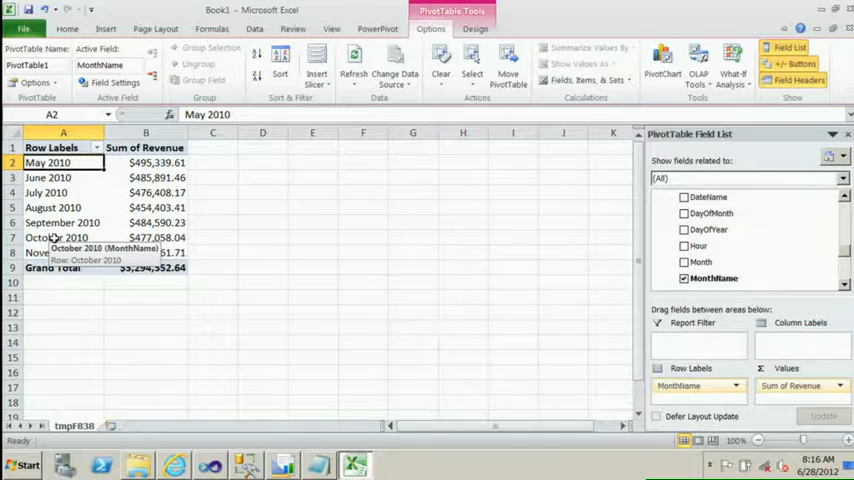 Book1 - Microsoft Excel
PivotTable Tools
File Home Insert Page Layout Formulas Data Review View PowerPivot Options Design
PivotTable Name: Active Field:
PivotTable1 MonthName
Options Field Settings
PivotTable Active Field
Group Selection
Ungroup
Group Field
Group
Sort Insert Slicer
Sort & Filter
Refresh Change Data Source
Data
Clear Select Move PivotTable
Actions
Summarize Values By
Show Values As
Fields, Items, & Sets
Calculations
PivotChart OLAP Tools What-If Analysis
Tools
Field List
+/- Buttons
Field Headers
Show
A2 fx May 2010
A B C D E F G H I J K
1 Row Labels Sum of Revenue
2 May 2010 $495,339.61
3 June 2010 $485,891.46
4 July 2010 $476,408.17
5 August 2010 $454,403.41
6 September 2010 $484,590.23
7 October 2010 $477,058.04
October 2010 (MonthName)
Row: October 2010
8 61.71
9 Grand Total $3,294,352.64
10
11
12
13
14
15
16
17
18
19
tmpF838
PivotTable Field List
Show fields related to:
(All)
DateName
DayOfMonth
DayOfYear
Hour
Month
MonthName
Drag fields between areas below:
Report Filter Column Labels
Row Labels Σ Values
MonthName Sum of Revenue
Defer Layout Update Update
Ready 100%
Start 8:16 AM
6/28/2012